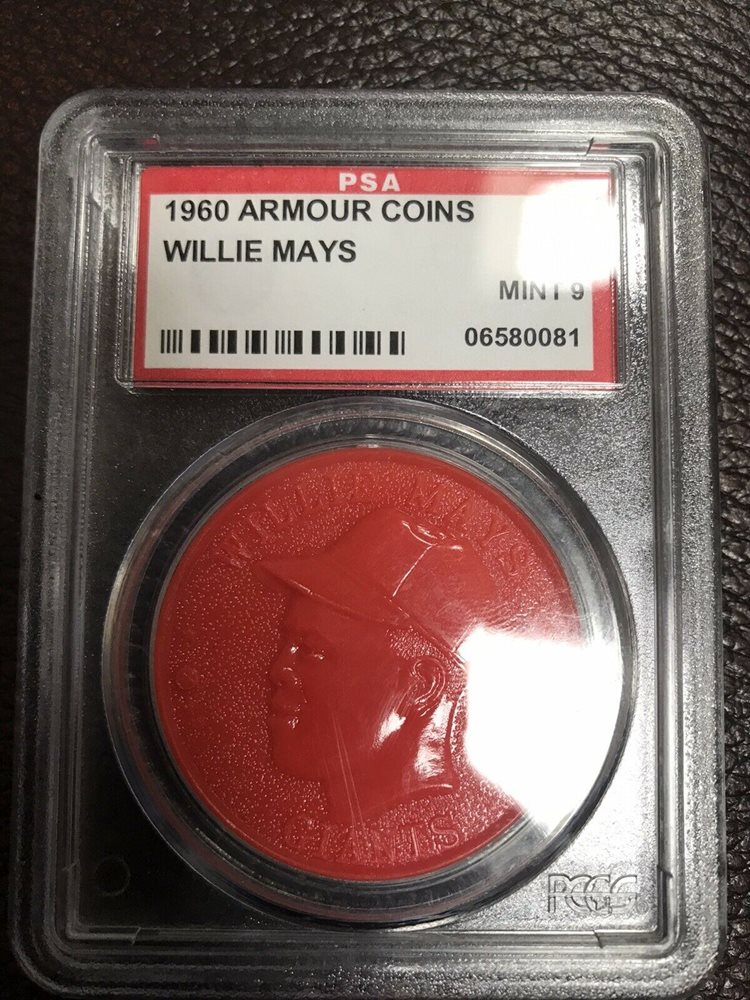 PSA
1960 ARMOUR COINS
WILLIE MAYS
MINT 9
06580081
WILLIE MAYS
GIANTS
PCGS